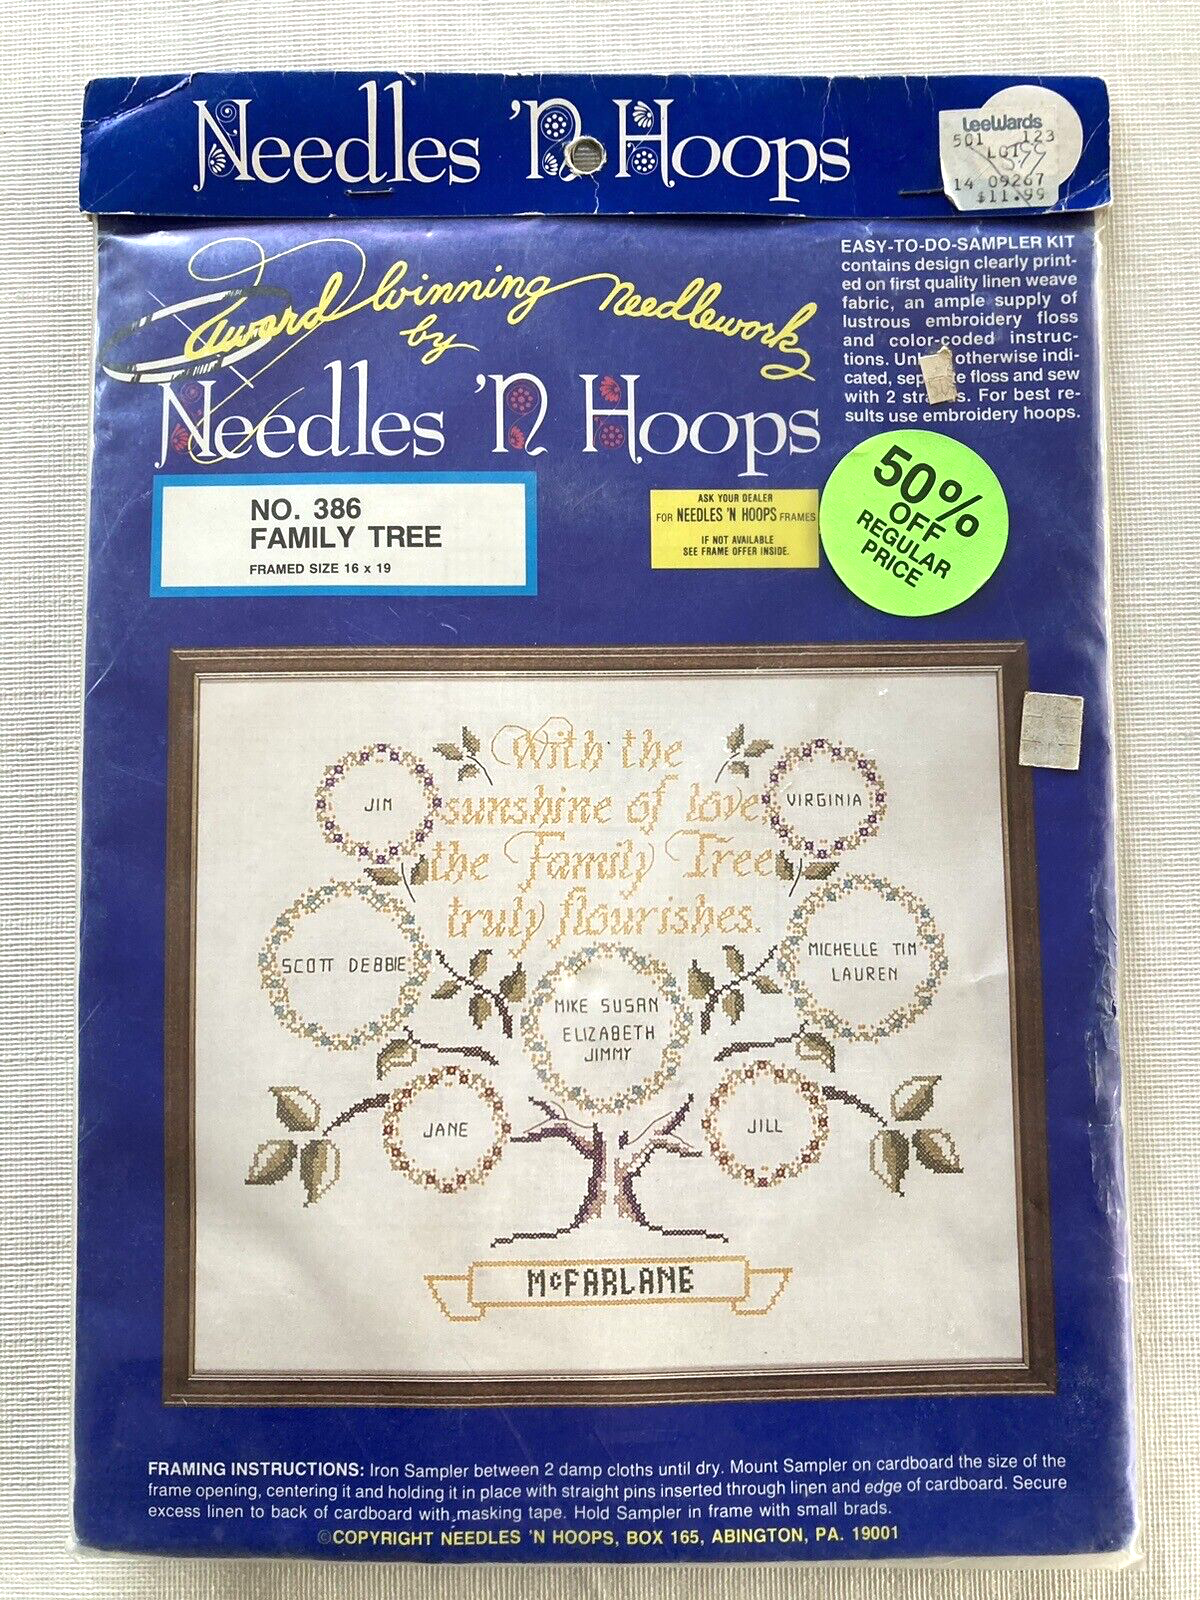 Needles 'N Hoops
LeeWards
501 123
14 09267
$11.99
Award Winning Needlework
by
Needles 'N Hoops
EASY-TO-DO-SAMPLER KIT
contains design clearly print-
ed on first quality linen weave
fabric, an ample supply of
lustrous embroidery floss
and color-coded instruc-
tions. otherwise indi-
cated, floss and sew
with 2 For best re-
sults use embroidery hoops.
NO. 386
FAMILY TREE
FRAMED SIZE 16 x 19
ASK YOUR DEALER
FOR NEEDLES 'N HOOPS FRAMES
IF NOT AVAILABLE
SEE FRAME OFFER INSIDE.
50%
OFF
REGULAR
PRICE
With the
sunshine of love,
the Family Tree
truly flourishes.
JIM
VIRGINIA
SCOTT DEBBIE
MICHELLE TIM
LAUREN
MIKE SUSAN
ELIZABETH
JIMMY
JANE
JILL
McFARLANE
FRAMING INSTRUCTIONS: Iron Sampler between 2 damp cloths until dry. Mount Sampler on cardboard the size of the
frame opening, centering it and holding it in place with straight pins inserted through linen and edge of cardboard. Secure
excess linen to back of cardboard with masking tape. Hold Sampler in frame with small brads.
©COPYRIGHT NEEDLES 'N HOOPS, BOX 165, ABINGTON, PA. 19001